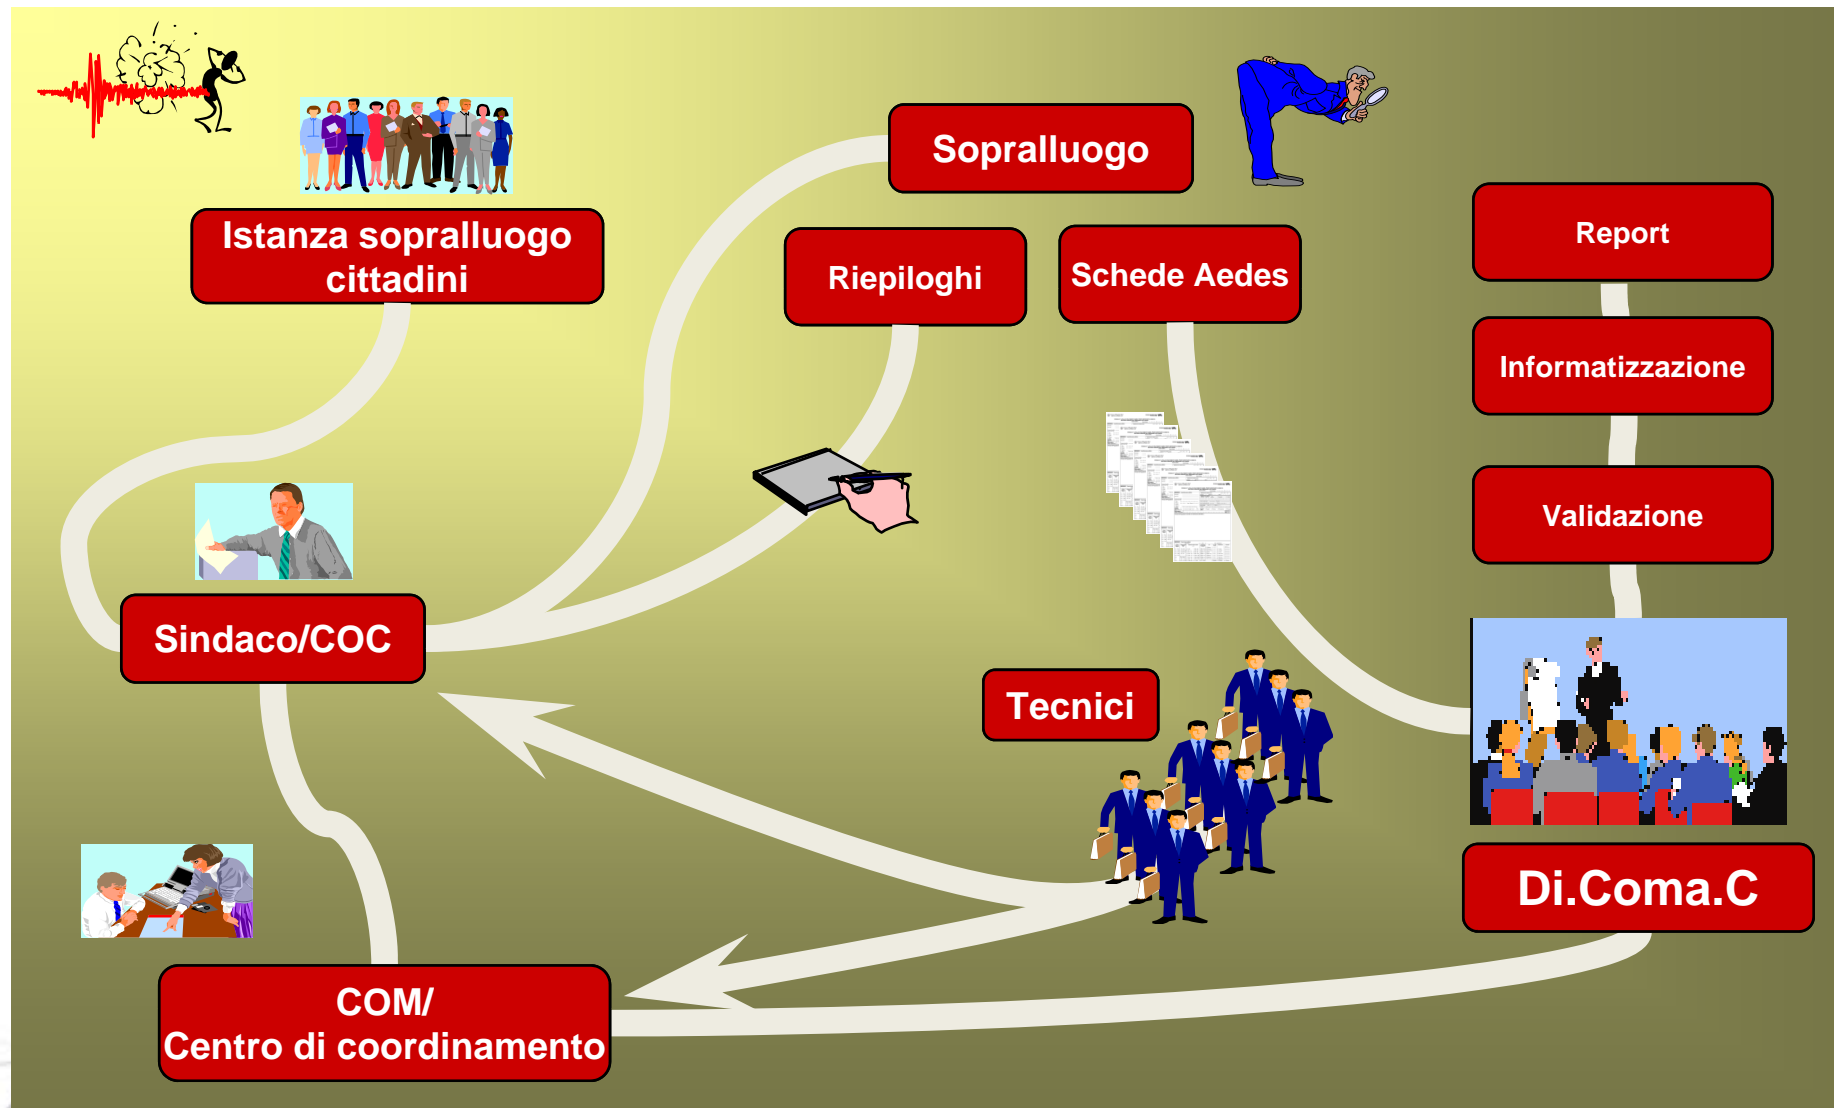 Sopralluogo
Istanza sopralluogo
cittadini
Riepiloghi
Schede Aedes
Report
Informatizzazione
Validazione
Sindaco/COC
Tecnici
Di.Coma.C
COM/
Centro di coordinamento